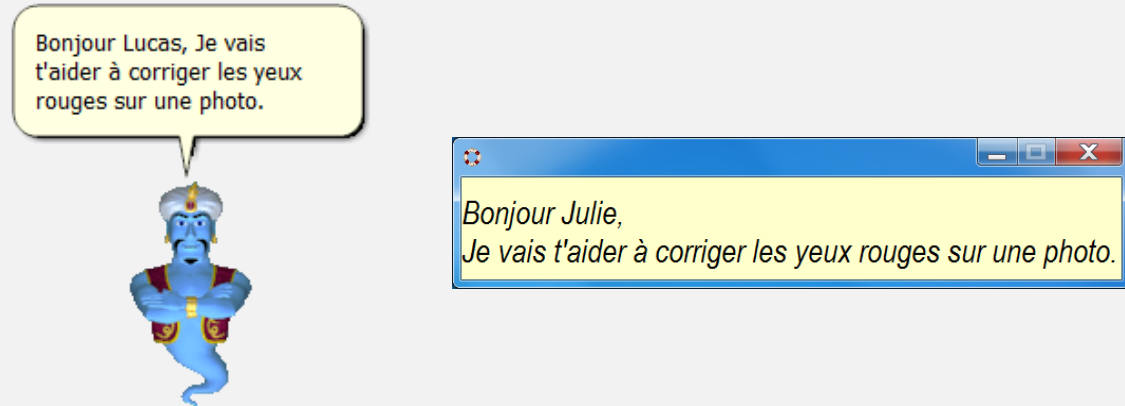 Bonjour Lucas, Je vais
t'aider à corriger les yeux
rouges sur une photo.
Bonjour Julie,
Je vais t'aider à corriger les yeux rouges sur une photo.